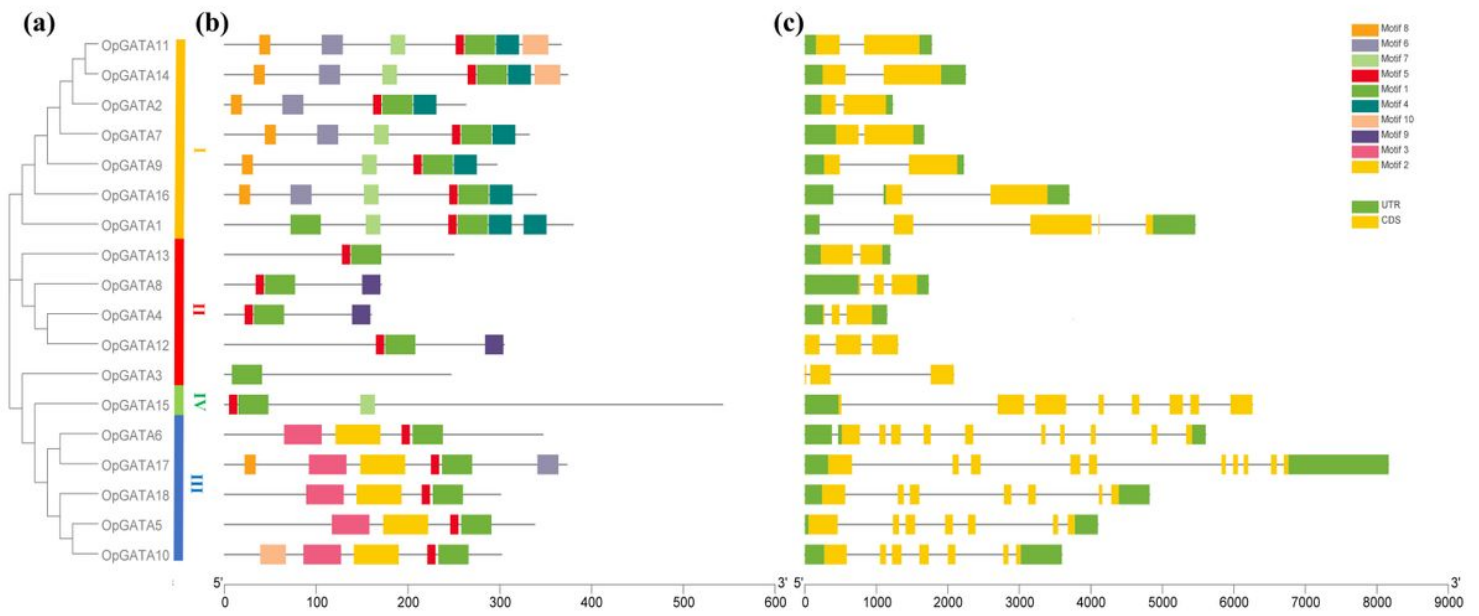 (a)
(b)
(c)
OpGATA11
OpGATA14
OpGATA2
OpGATA7
OpGATA9
OpGATA16
OpGATA1
OpGATA13
OpGATA8
OpGATA4
OpGATA12
OpGATA3
OpGATA15
OpGATA6
OpGATA17
OpGATA18
OpGATA5
OpGATA10
I
II
IV
III
Motif 8
Motif 6
Motif 7
Motif 5
Motif 1
Motif 4
Motif 10
Motif 9
Motif 3
Motif 2
UTR
CDS
5' 3'
0 100 200 300 400 500 600
5' 3'
0 1000 2000 3000 4000 5000 6000 7000 8000 9000